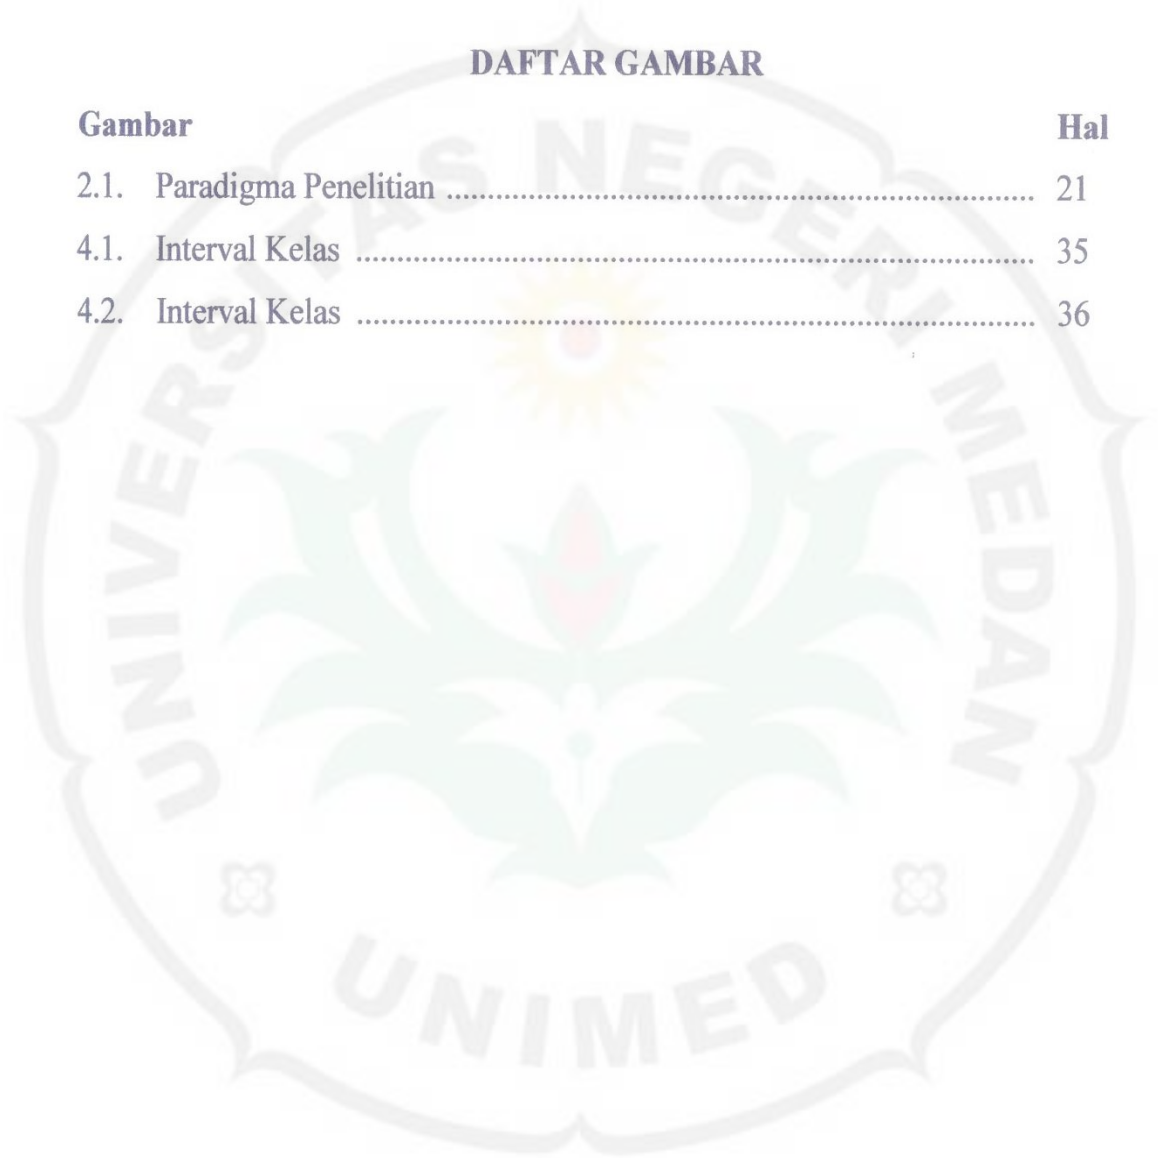 DAFTAR GAMBAR
Gambar Hal
2.1. Paradigma Penelitian ........................................................................ 21
4.1. Interval Kelas .................................................................................. 35
4.2. Interval Kelas .................................................................................. 36
UNIVERSITAS NEGERI MEDAN
UNIMED